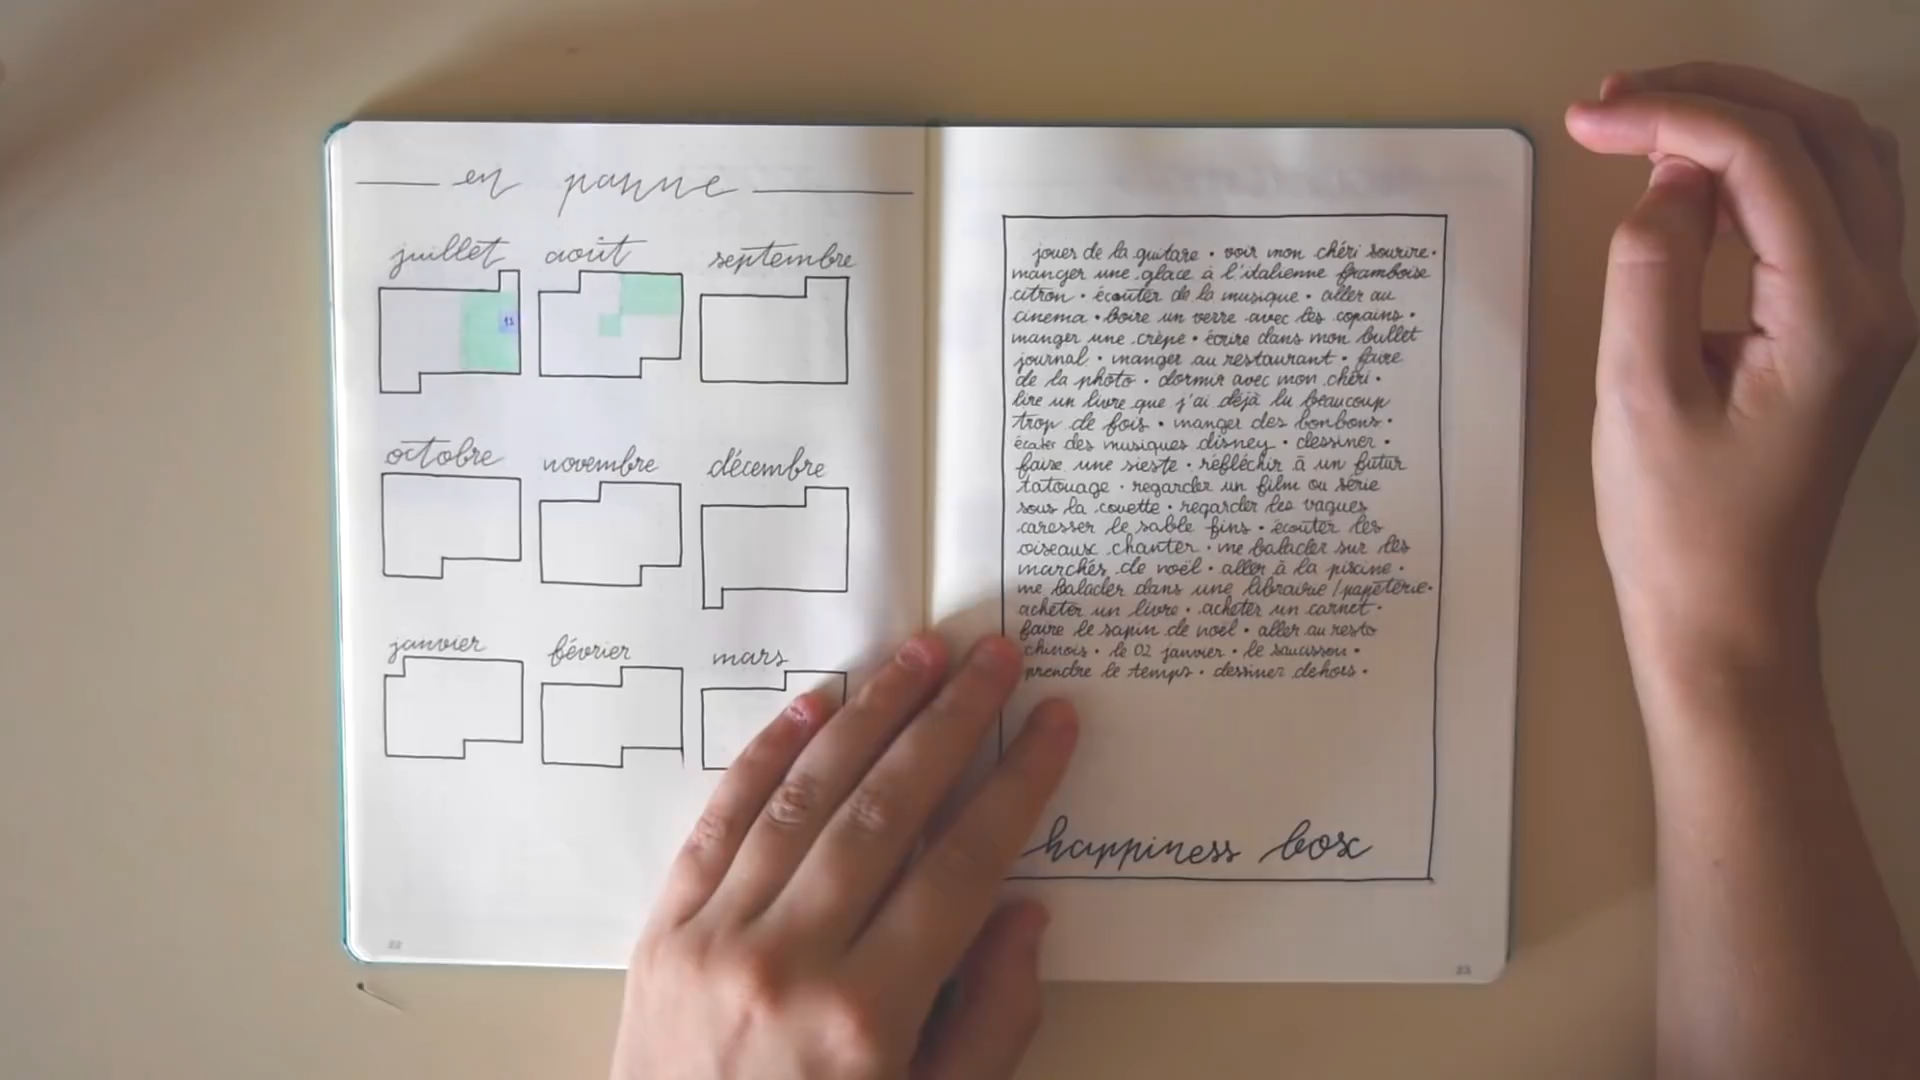 en panne
juillet août septembre
11
octobre novembre décembre
janvier février mars
22
jouer de la guitare • voir mon chéri sourire •
manger une glace à l'italienne framboise
citron • écouter de la musique • aller au
cinema • boire un verre avec les copains •
manger une crêpe • écrire dans mon bullet
journal • manger au restaurant • faire
de la photo • dormir avec mon chéri •
lire un livre que j'ai déjà lu beaucoup
trop de fois • manger des bonbons •
écouter des musiques disney • dessiner •
faire une sieste • réfléchir à un futur
tatouage • regarder un film ou série
sous la couette • regarder les vagues
caresser le sable fins • écouter les
oiseaux chanter • me balader sur les
marchés de noël • aller à la piscine •
me balader dans une librairie / papeterie •
acheter un livre • acheter un carnet •
faire le sapin de noël • aller au resto
chinois • le 02 janvier • le saucisson •
prendre le temps • dessiner dehors •
happiness box
23